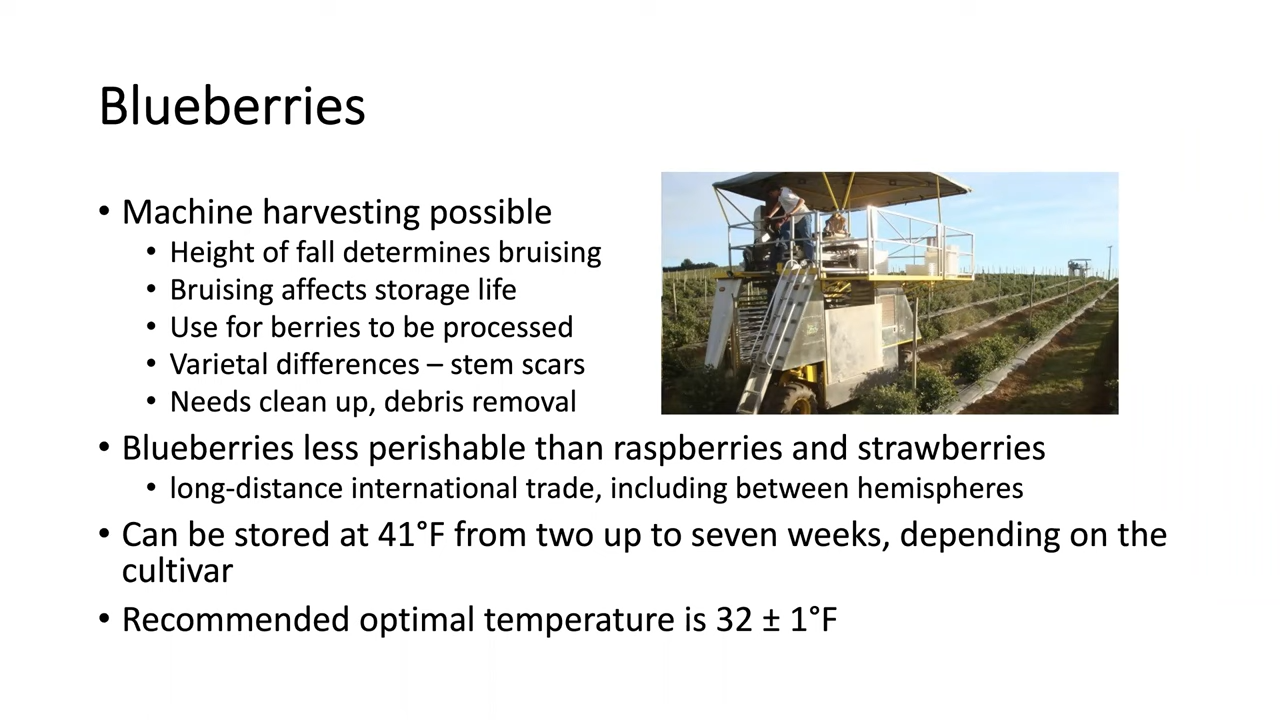 Blueberries
• Machine harvesting possible
• Height of fall determines bruising
• Bruising affects storage life
• Use for berries to be processed
• Varietal differences – stem scars
• Needs clean up, debris removal
• Blueberries less perishable than raspberries and strawberries
• long-distance international trade, including between hemispheres
• Can be stored at 41°F from two up to seven weeks, depending on the
cultivar
• Recommended optimal temperature is 32 ± 1°F